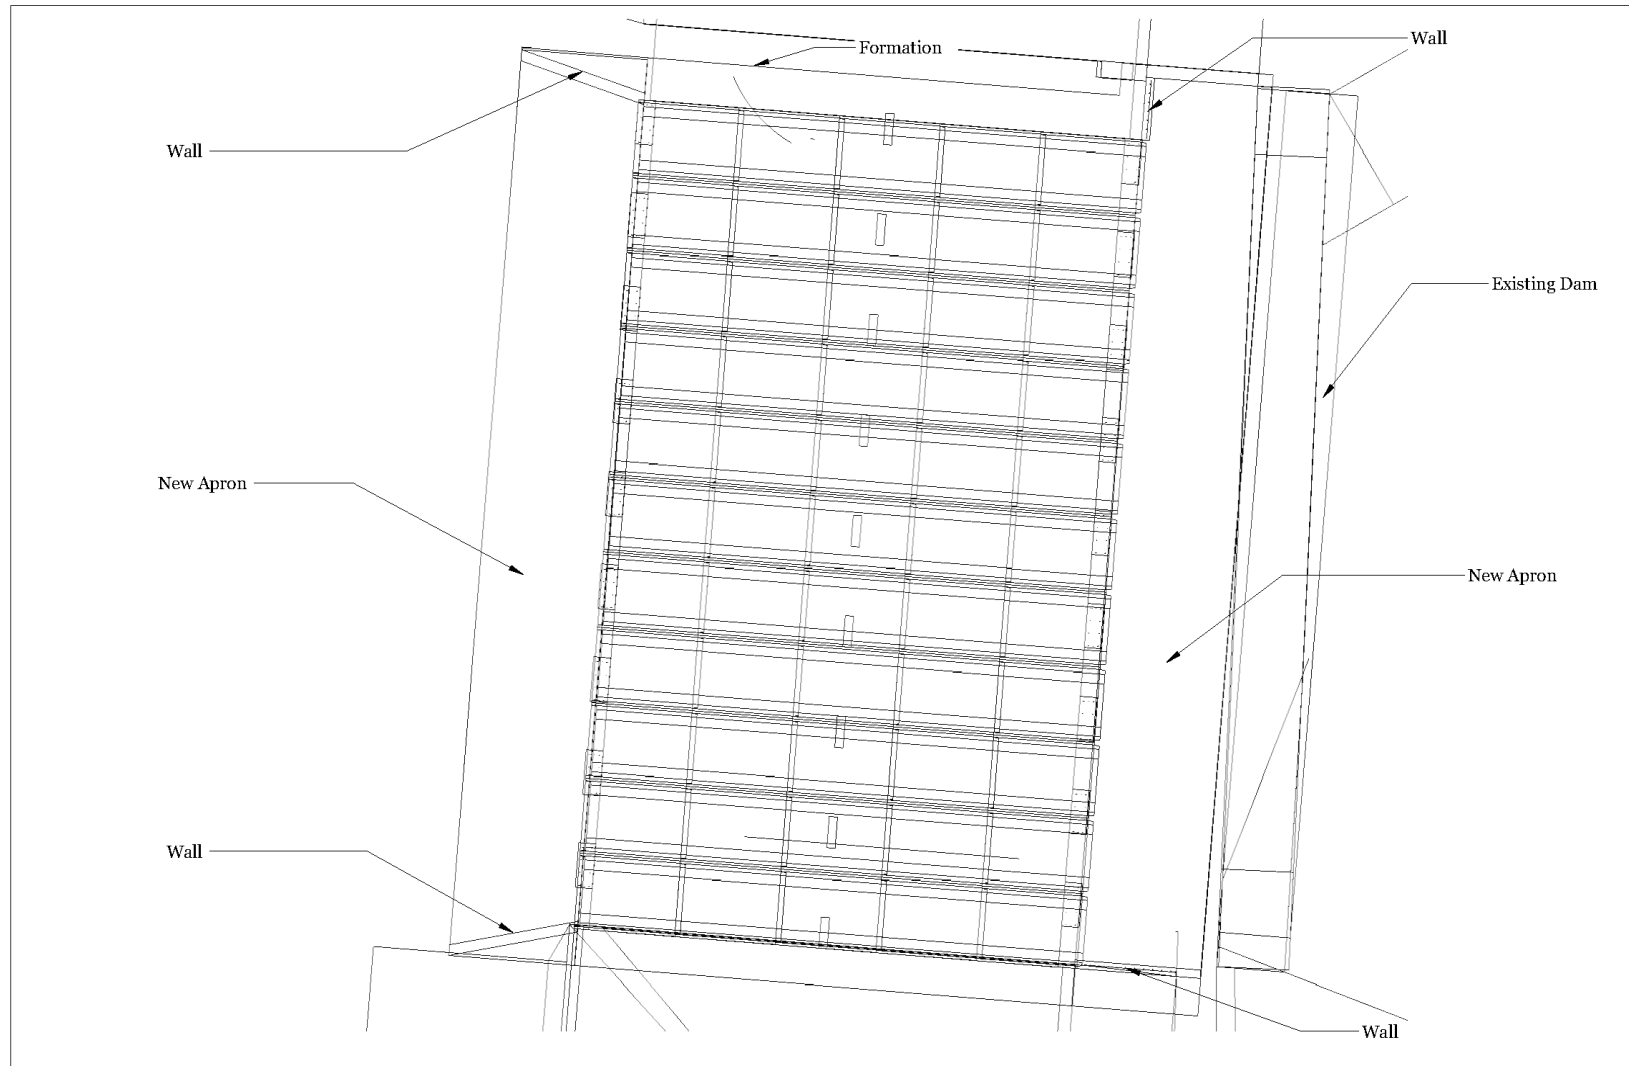 Formation
Wall
Wall
Existing Dam
New Apron
New Apron
Wall
Wall